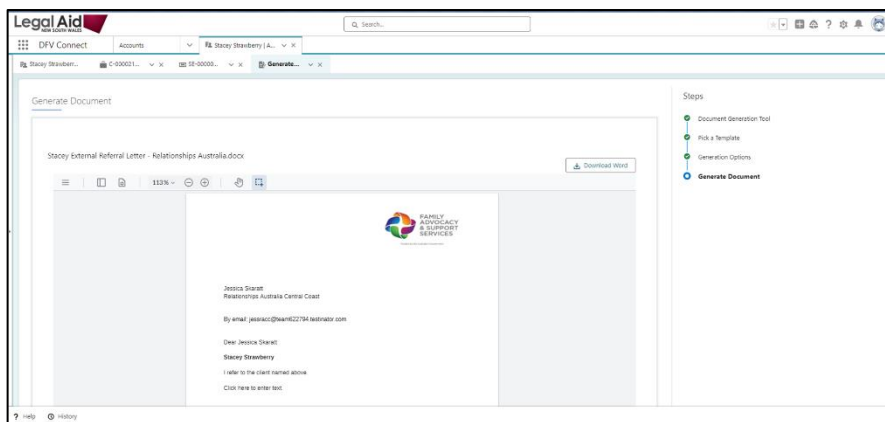 Legal Aid
NEW SOUTH WALES
Search...
DFV Connect
Accounts
Stacey Strawberry | A...
Stacey Strawberr...
C-000021...
SE-00000...
Generate...
Generate Document
Stacey External Referral Letter - Relationships Australia.docx
Download Word
113%
FAMILY
ADVOCACY
& SUPPORT
SERVICES
Jessica Skaratt
Relationships Australia Central Coast
By email: jessiacc@team622794.testinator.com
Dear Jessica Skaratt
Stacey Strawberry
I refer to the client named above.
Click here to enter text.
Steps
Document Generation Tool
Pick a Template
Generation Options
Generate Document
Help
History